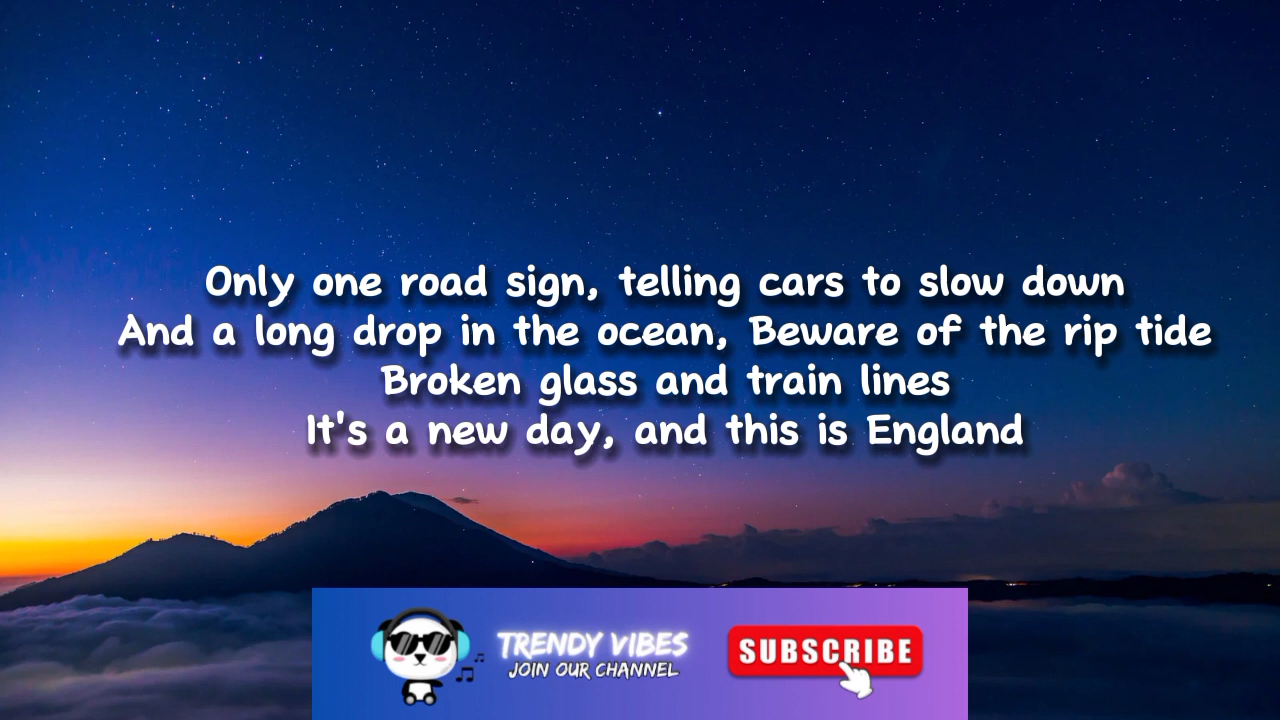 Only one road sign, telling cars to slow down
And a long drop in the ocean, Beware of the rip tide
Broken glass and train lines
It's a new day, and this is England
TRENDY VIBES
JOIN OUR CHANNEL
SUBSCRIBE